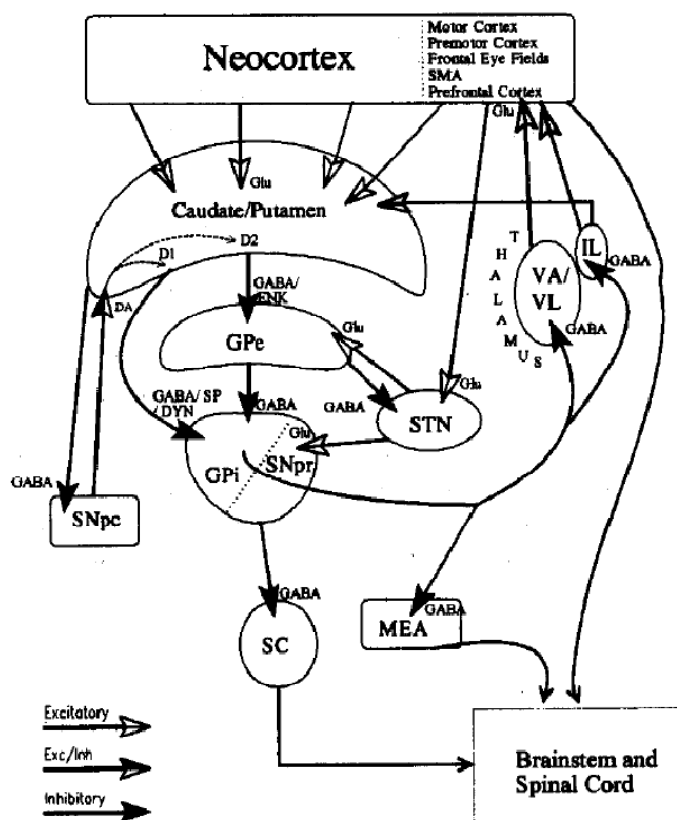 Neocortex
Motor Cortex
Premotor Cortex
Frontal Eye Fields
SMA
Prefrontal Cortex
Glu
Glu
Caudate/Putamen
D1
D2
DA
GABA/
ENK
IL
GABA
THALAMUS
VA/
VL
GABA
GPe
Glu
GABA
Glu
STN
GABA/ SP
/ DYN
GABA
Glu
GPi
SNpr
GABA
SNpc
GABA
SC
GABA
MEA
Excitatory
Exc/Inh
Inhibitory
Brainstem and
Spinal Cord